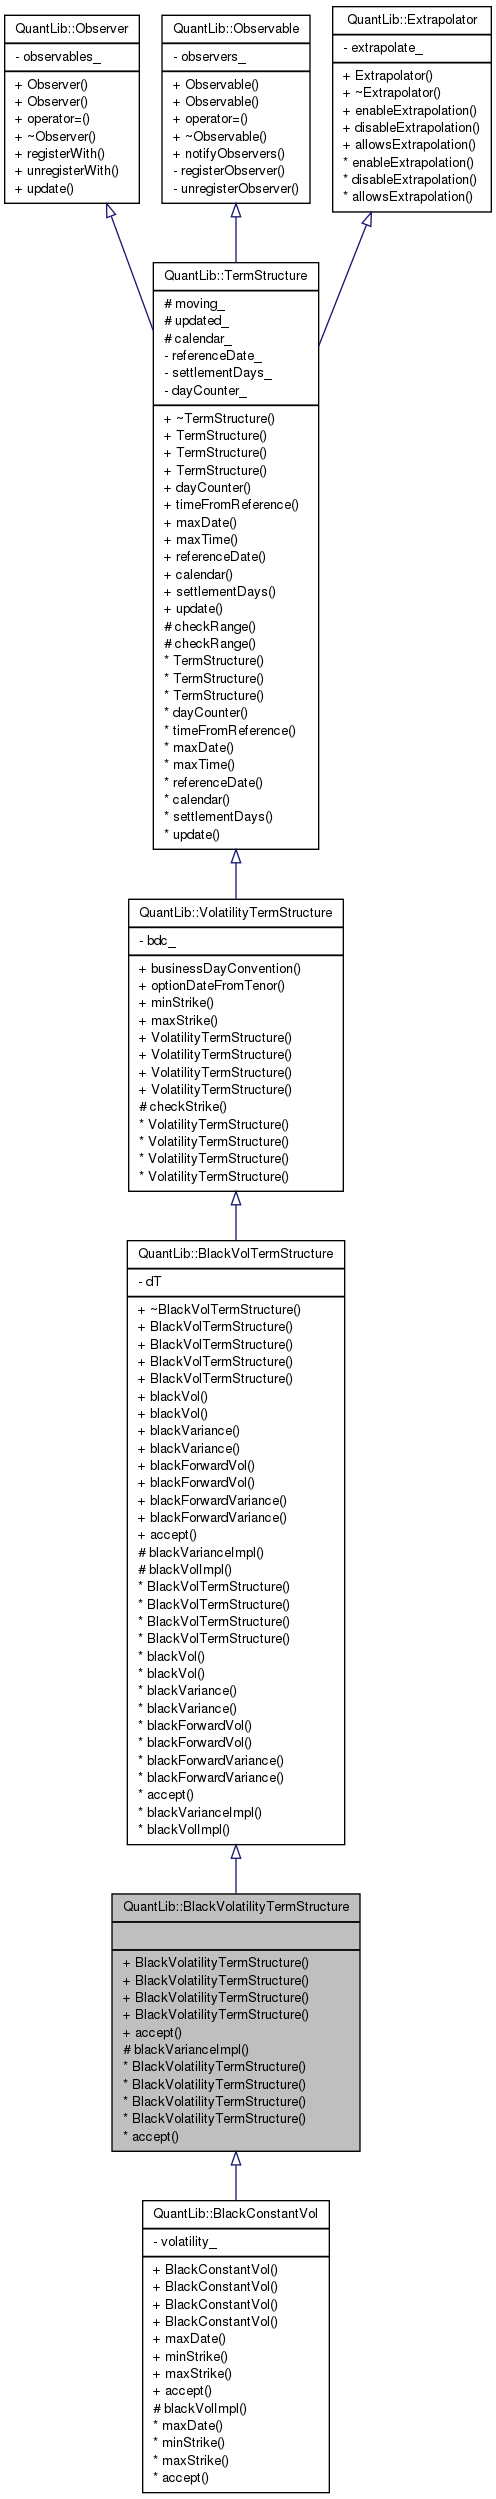 QuantLib::Observer
- observables_
+ Observer()
+ Observer()
+ operator=()
+ ~Observer()
+ registerWith()
+ unregisterWith()
+ update()
QuantLib::Observable
- observers_
+ Observable()
+ Observable()
+ operator=()
+ ~Observable()
+ notifyObservers()
- registerObserver()
- unregisterObserver()
QuantLib::Extrapolator
- extrapolate_
+ Extrapolator()
+ ~Extrapolator()
+ enableExtrapolation()
+ disableExtrapolation()
+ allowsExtrapolation()
* enableExtrapolation()
* disableExtrapolation()
* allowsExtrapolation()
QuantLib::TermStructure
# moving_
# updated_
# calendar_
- referenceDate_
- settlementDays_
- dayCounter_
+ ~TermStructure()
+ TermStructure()
+ TermStructure()
+ TermStructure()
+ dayCounter()
+ timeFromReference()
+ maxDate()
+ maxTime()
+ referenceDate()
+ calendar()
+ settlementDays()
+ update()
# checkRange()
# checkRange()
* TermStructure()
* TermStructure()
* TermStructure()
* dayCounter()
* timeFromReference()
* maxDate()
* maxTime()
* referenceDate()
* calendar()
* settlementDays()
* update()
QuantLib::VolatilityTermStructure
- bdc_
+ businessDayConvention()
+ optionDateFromTenor()
+ minStrike()
+ maxStrike()
+ VolatilityTermStructure()
+ VolatilityTermStructure()
+ VolatilityTermStructure()
+ VolatilityTermStructure()
# checkStrike()
* VolatilityTermStructure()
* VolatilityTermStructure()
* VolatilityTermStructure()
* VolatilityTermStructure()
QuantLib::BlackVolTermStructure
- dT
+ ~BlackVolTermStructure()
+ BlackVolTermStructure()
+ BlackVolTermStructure()
+ BlackVolTermStructure()
+ BlackVolTermStructure()
+ blackVol()
+ blackVol()
+ blackVariance()
+ blackVariance()
+ blackForwardVol()
+ blackForwardVol()
+ blackForwardVariance()
+ blackForwardVariance()
+ accept()
# blackVarianceImpl()
# blackVolImpl()
* BlackVolTermStructure()
* BlackVolTermStructure()
* BlackVolTermStructure()
* BlackVolTermStructure()
* blackVol()
* blackVol()
* blackVariance()
* blackVariance()
* blackForwardVol()
* blackForwardVol()
* blackForwardVariance()
* blackForwardVariance()
* accept()
* blackVarianceImpl()
* blackVolImpl()
QuantLib::BlackVolatilityTermStructure
+ BlackVolatilityTermStructure()
+ BlackVolatilityTermStructure()
+ BlackVolatilityTermStructure()
+ BlackVolatilityTermStructure()
+ accept()
# blackVarianceImpl()
* BlackVolatilityTermStructure()
* BlackVolatilityTermStructure()
* BlackVolatilityTermStructure()
* BlackVolatilityTermStructure()
* accept()
QuantLib::BlackConstantVol
- volatility_
+ BlackConstantVol()
+ BlackConstantVol()
+ BlackConstantVol()
+ BlackConstantVol()
+ maxDate()
+ minStrike()
+ maxStrike()
+ accept()
# blackVolImpl()
* maxDate()
* minStrike()
* maxStrike()
* accept()